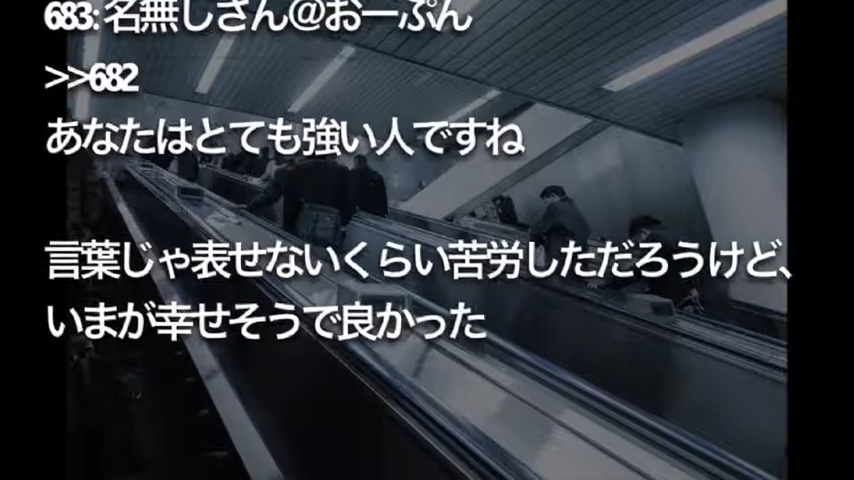 683: 名無しさん@おーぷん
>>682
あなたはとても強い人ですね
言葉じゃ表せないくらい苦労しただろうけど、
いまが幸せそうで良かった